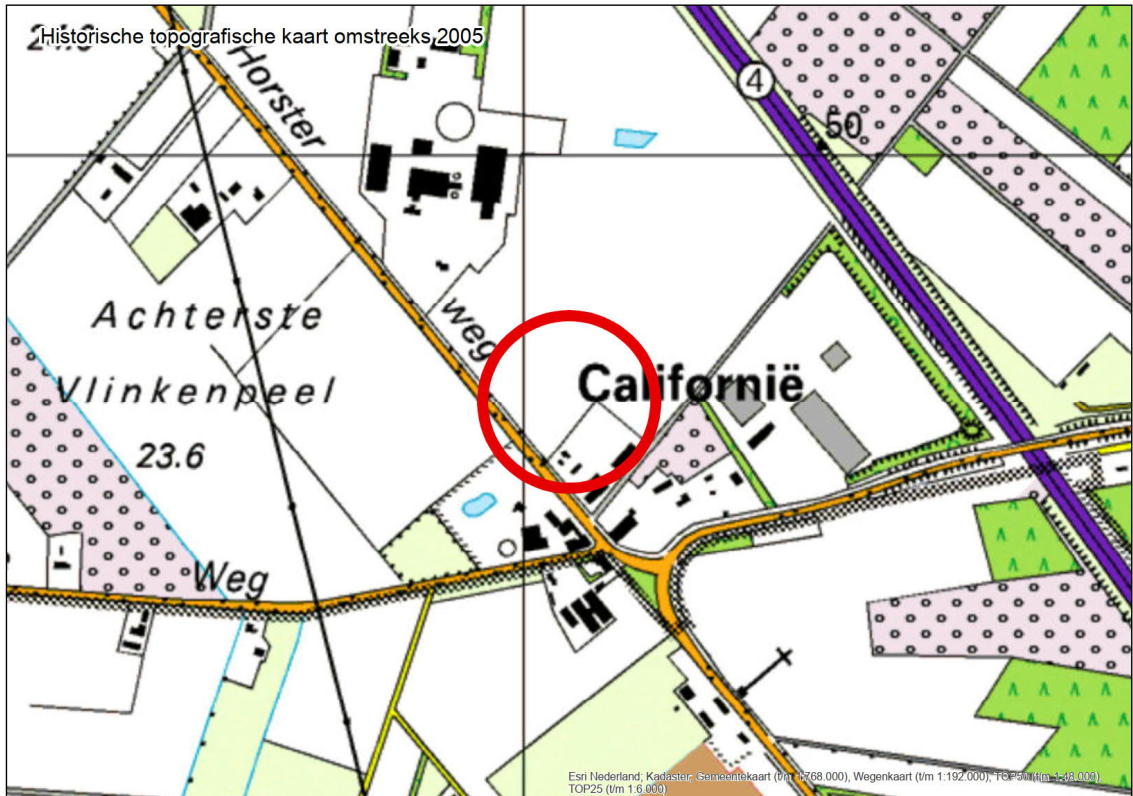 Historische topografische kaart omstreeks 2005
Horster
weg
4
50
Achterste
Vlinkenpeel
23.6
Californië
Weg
Esri Nederland; Kadaster; Gemeentekaart (t/m 1:768.000), Wegenkaart (t/m 1:192.000), TOP50 (t/m 1:48.000),
TOP25 (t/m 1:6.000)